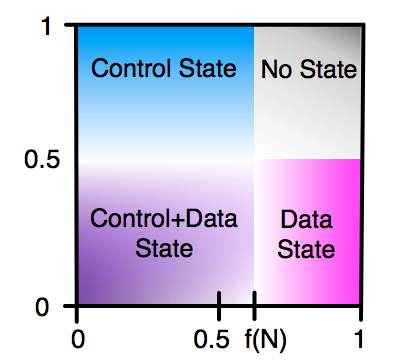 1
Control State
No State
0.5
Control+Data
State
Data
State
0
0
0.5
f(N)
1